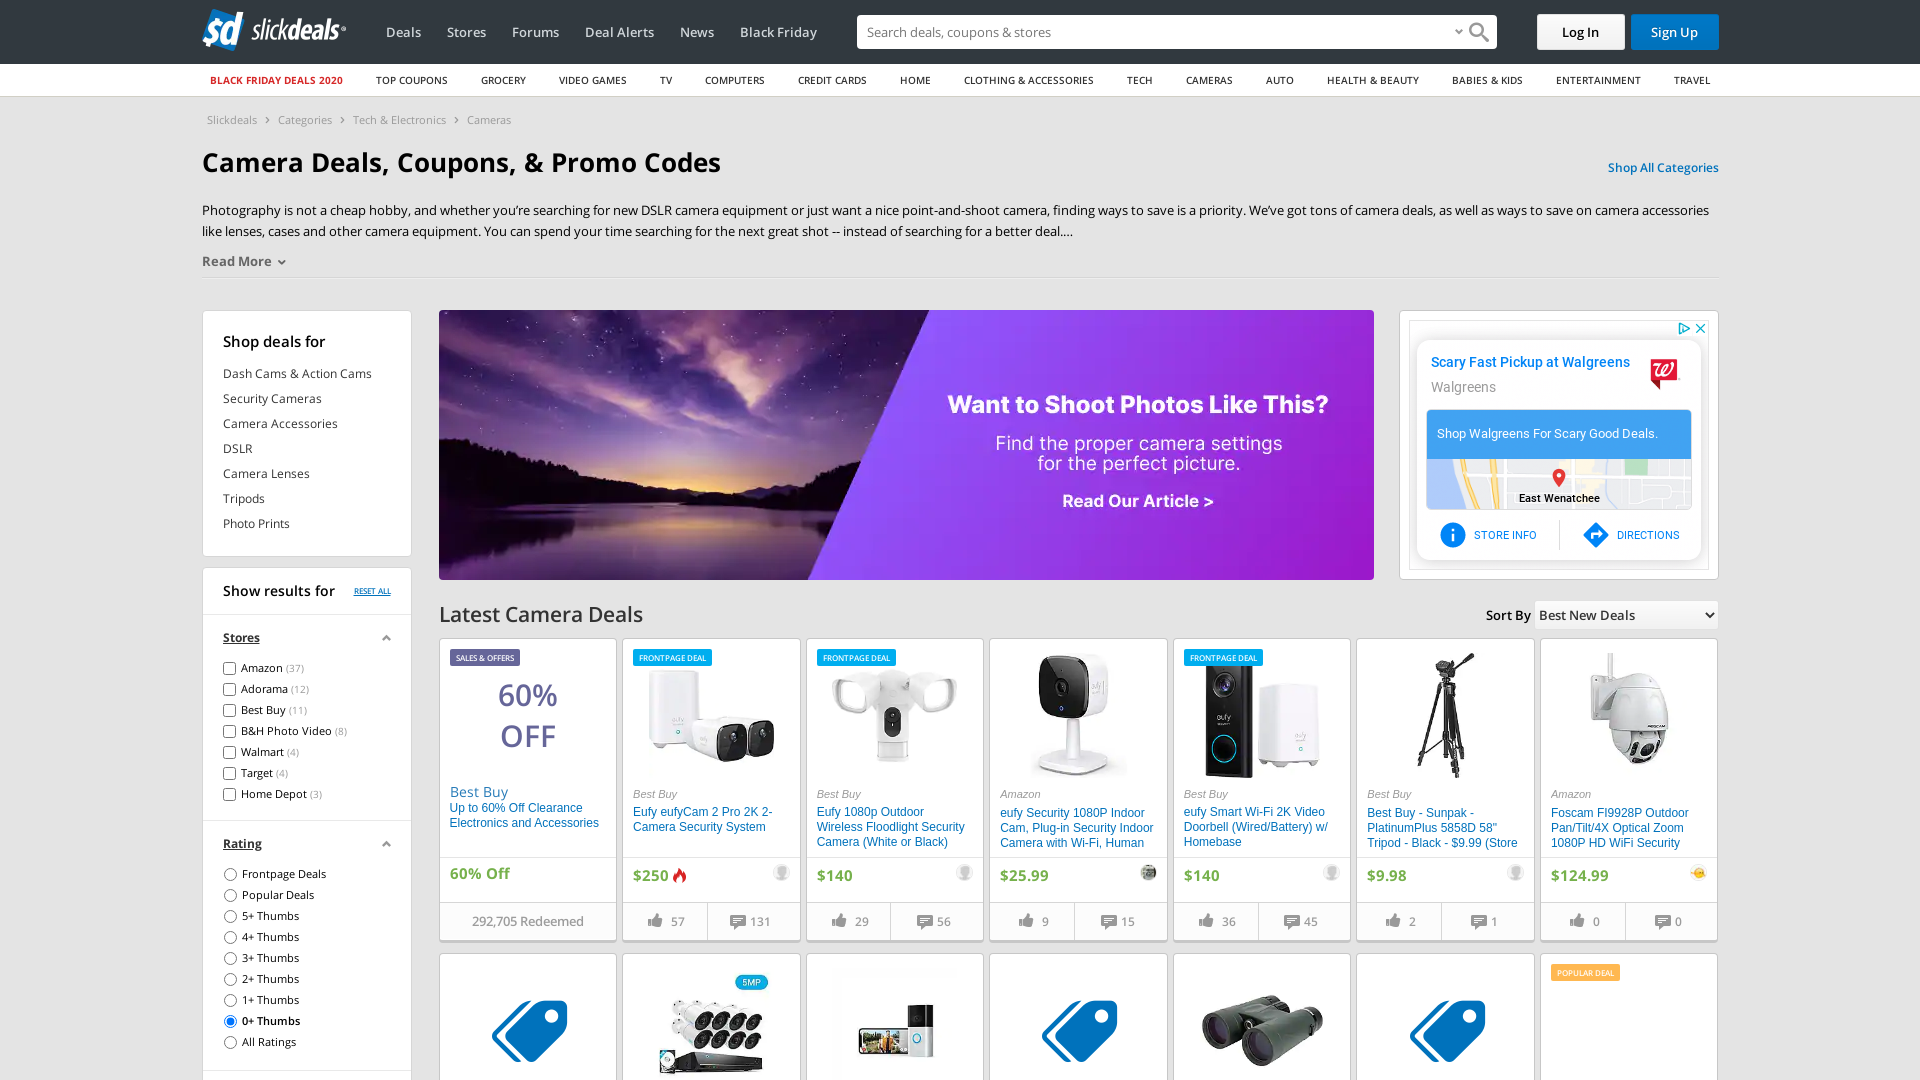 sd slickdeals
Deals Stores Forums Deal Alerts News Black Friday
Search deals, coupons & stores
Log In Sign Up
BLACK FRIDAY DEALS 2020 TOP COUPONS GROCERY VIDEO GAMES TV COMPUTERS CREDIT CARDS HOME CLOTHING & ACCESSORIES TECH CAMERAS AUTO HEALTH & BEAUTY BABIES & KIDS ENTERTAINMENT TRAVEL
Slickdeals > Categories > Tech & Electronics > Cameras
Camera Deals, Coupons, & Promo Codes
Shop All Categories
Photography is not a cheap hobby, and whether you’re searching for new DSLR camera equipment or just want a nice point-and-shoot camera, finding ways to save is a priority. We’ve got tons of camera deals, as well as ways to save on camera accessories
like lenses, cases and other camera equipment. You can spend your time searching for the next great shot -- instead of searching for a better deal.…
Read More
Shop deals for
Dash Cams & Action Cams
Security Cameras
Camera Accessories
DSLR
Camera Lenses
Tripods
Photo Prints
Show results for RESET ALL
Stores
Amazon (37)
Adorama (12)
Best Buy (11)
B&H Photo Video (8)
Walmart (4)
Target (4)
Home Depot (3)
Rating
Frontpage Deals
Popular Deals
5+ Thumbs
4+ Thumbs
3+ Thumbs
2+ Thumbs
1+ Thumbs
0+ Thumbs
All Ratings
Want to Shoot Photos Like This?
Find the proper camera settings
for the perfect picture.
Read Our Article >
Scary Fast Pickup at Walgreens
Walgreens
Shop Walgreens For Scary Good Deals.
East Wenatchee
STORE INFO DIRECTIONS
Latest Camera Deals
Sort By Best New Deals
SALES & OFFERS
60%
OFF
Best Buy
Up to 60% Off Clearance
Electronics and Accessories
60% Off
292,705 Redeemed
FRONTPAGE DEAL
Best Buy
Eufy eufyCam 2 Pro 2K 2-
Camera Security System
$250
57 131
FRONTPAGE DEAL
Best Buy
Eufy 1080p Outdoor
Wireless Floodlight Security
Camera (White or Black)
$140
29 56
Amazon
eufy Security 1080P Indoor
Cam, Plug-in Security Indoor
Camera with Wi-Fi, Human
$25.99
9 15
FRONTPAGE DEAL
eufy
Best Buy
eufy Smart Wi-Fi 2K Video
Doorbell (Wired/Battery) w/
Homebase
$140
36 45
Best Buy
Best Buy - Sunpak -
PlatinumPlus 5858D 58"
Tripod - Black - $9.99 (Store
$9.98
2 1
FOSCAM
Amazon
Foscam FI9928P Outdoor
Pan/Tilt/4X Optical Zoom
1080P HD WiFi Security
$124.99
0 0
5MP
POPULAR DEAL